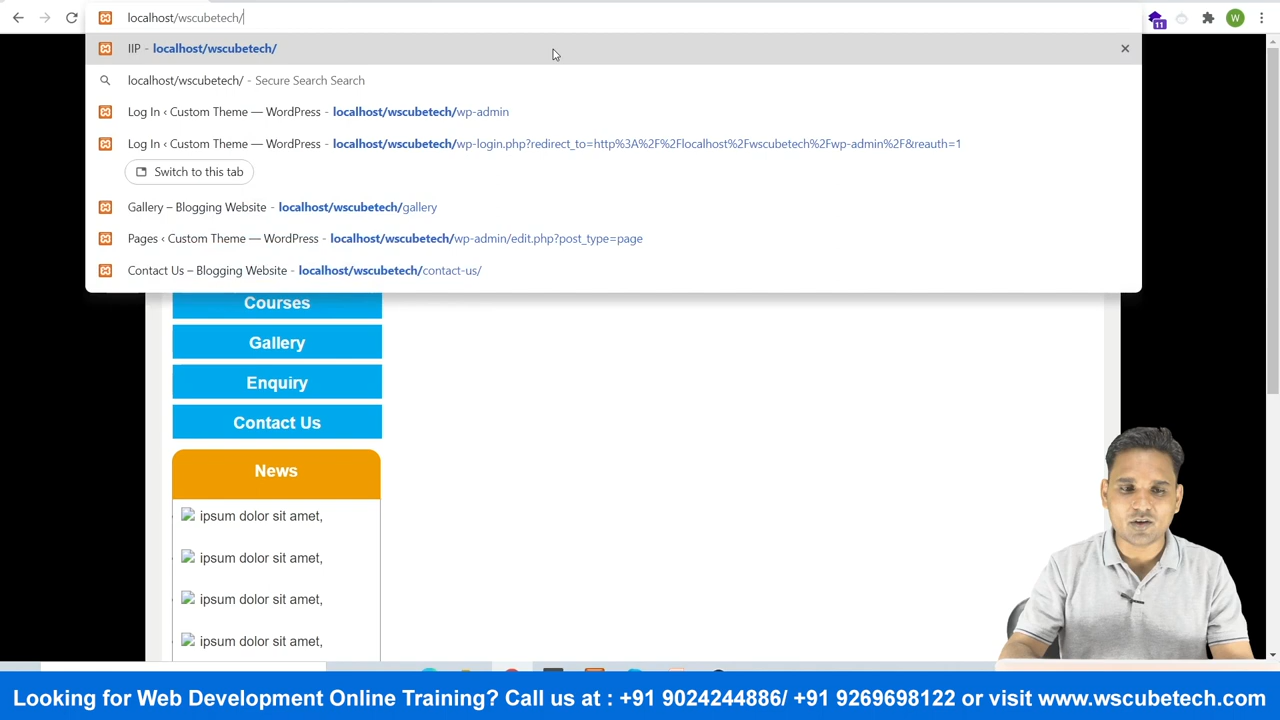 localhost/wscubetech/
IIP - localhost/wscubetech/
localhost/wscubetech/ - Secure Search Search
Log In ‹ Custom Theme — WordPress - localhost/wscubetech/wp-admin
Log In ‹ Custom Theme — WordPress - localhost/wscubetech/wp-login.php?redirect_to=http%3A%2F%2Flocalhost%2Fwscubetech%2Fwp-admin%2F&reauth=1
Switch to this tab
Gallery – Blogging Website - localhost/wscubetech/gallery
Pages ‹ Custom Theme — WordPress - localhost/wscubetech/wp-admin/edit.php?post_type=page
Contact Us – Blogging Website - localhost/wscubetech/contact-us/
11
W
Courses
Gallery
Enquiry
Contact Us
News
ipsum dolor sit amet,
ipsum dolor sit amet,
ipsum dolor sit amet,
ipsum dolor sit amet,
Looking for Web Development Online Training? Call us at : +91 9024244886/ +91 9269698122 or visit www.wscubetech.com